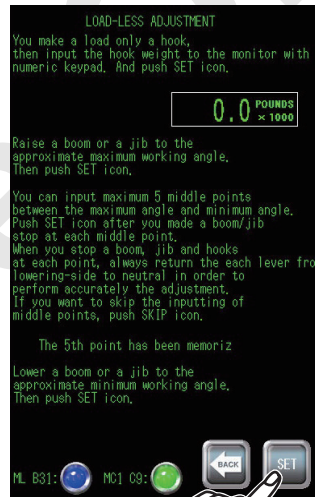 LOAD-LESS ADJUSTMENT
You make a load only a hook,
then input the hook weight to the monitor with
numeric keypad. And push SET icon.
0.0 POUNDS
× 1000
Raise a boom or a jib to the
approximate maximum working angle.
Then push SET icon.
You can input maximum 5 middle points
between the maximum angle and minimum angle.
Push SET icon after you made a boom/jib
stop at each middle point.
When you stop a boom, jib and hooks
at each point, always return the each lever fro
lowering-side to neutral in order to
perform accurately the adjustment.
If you want to skip the inputting of
middle points, push SKIP icon.
The 5th point has been memoriz
Lower a boom or a jib to the
approximate minimum working angle.
Then push SET icon.
ML B31: MC1 C9: BACK SET